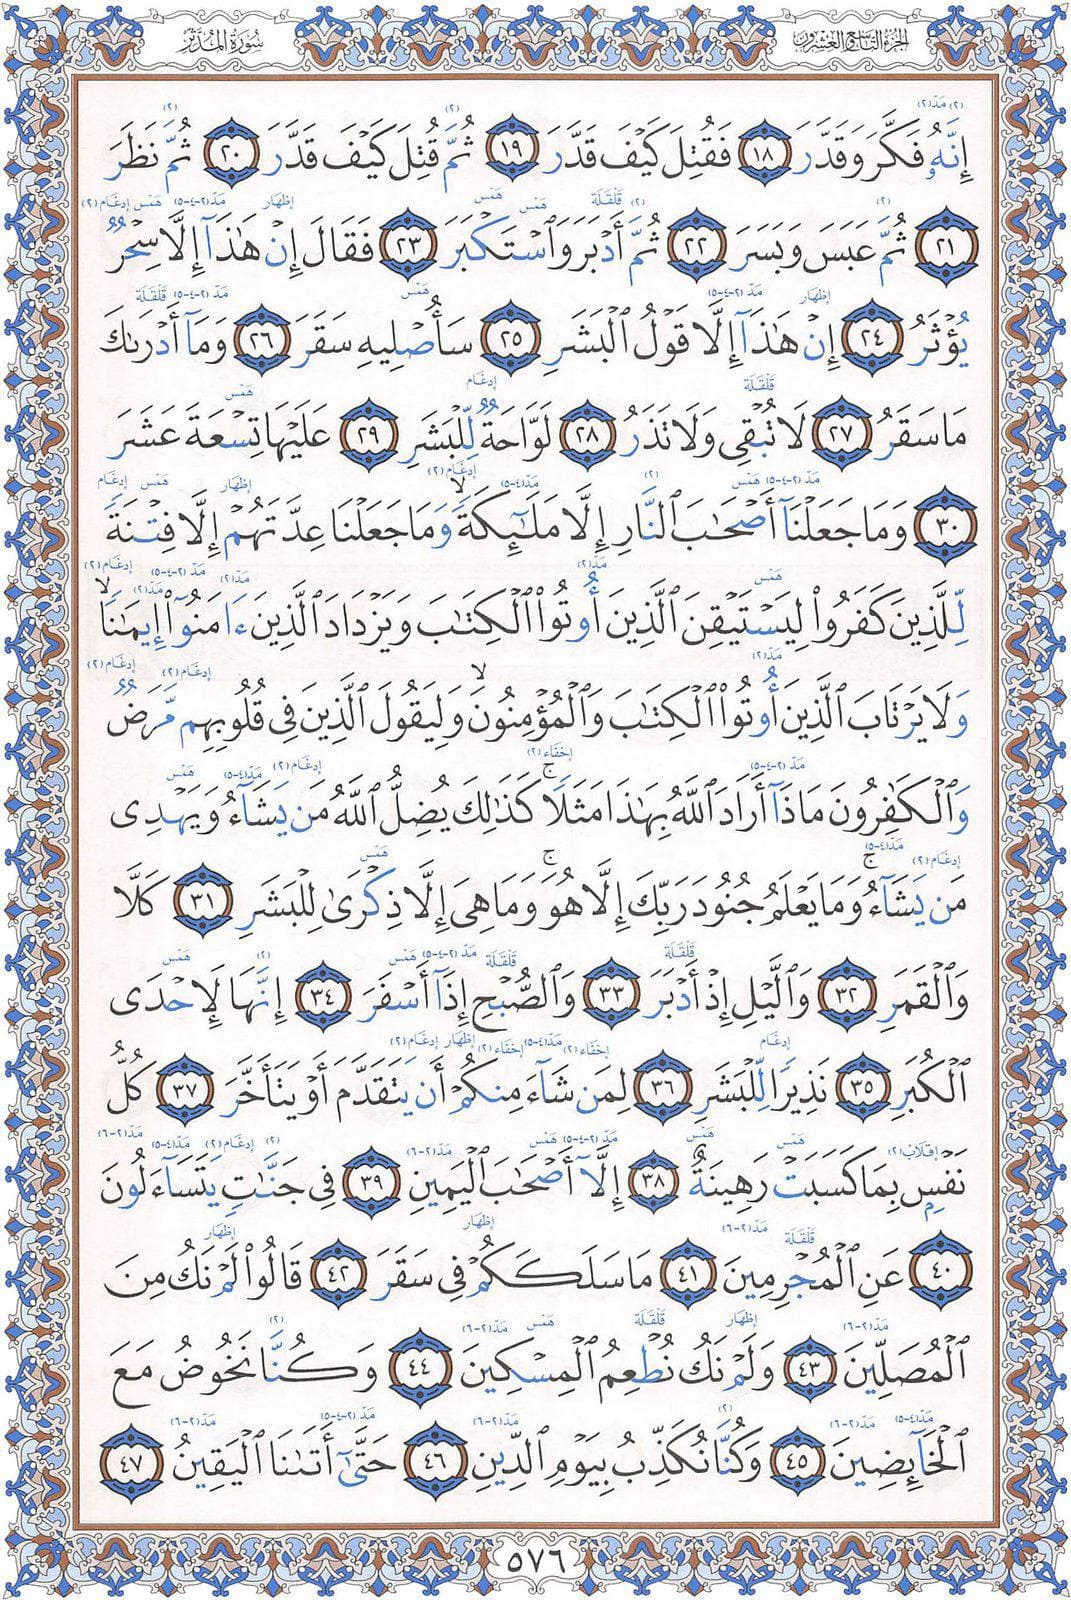 الجزء التاسع والعشرون
سورة المدثر
إِنَّهُۥ فَكَّرَ وَقَدَّرَ ١٨ فَقُتِلَ كَيْفَ قَدَّرَ ١٩ ثُمَّ قُتِلَ كَيْفَ قَدَّرَ ٢٠ ثُمَّ نَظَرَ
٢١ ثُمَّ عَبَسَ وَبَسَرَ ٢٢ ثُمَّ أَدْبَرَ وَٱسْتَكْبَرَ ٢٣ فَقَالَ إِنْ هَٰذَآ إِلَّا سِحْرٌ
يُؤْثَرُ ٢٤ إِنْ هَٰذَآ إِلَّا قَوْلُ ٱلْبَشَرِ ٢٥ سَأُصْلِيهِ سَقَرَ ٢٦ وَمَآ أَدْرَىٰكَ
مَا سَقَرُ ٢٧ لَا تُبْقِى وَلَا تَذَرُ ٢٨ لَوَّاحَةٌ لِّلْبَشَرِ ٢٩ عَلَيْهَا تِسْعَةَ عَشَرَ
٣٠ وَمَا جَعَلْنَآ أَصْحَٰبَ ٱلنَّارِ إِلَّا مَلَٰٓئِكَةً ۙ وَمَا جَعَلْنَا عِدَّتَهُمْ إِلَّا فِتْنَةً
لِّلَّذِينَ كَفَرُوا۟ لِيَسْتَيْقِنَ ٱلَّذِينَ أُوتُوا۟ ٱلْكِتَٰبَ وَيَزْدَادَ ٱلَّذِينَ ءَامَنُوٓا۟ إِيمَٰنًا ۙ
وَلَا يَرْتَابَ ٱلَّذِينَ أُوتُوا۟ ٱلْكِتَٰبَ وَٱلْمُؤْمِنُونَ ۙ وَلِيَقُولَ ٱلَّذِينَ فِى قُلُوبِهِم مَّرَضٌ
وَٱلْكَٰفِرُونَ مَاذَآ أَرَادَ ٱللَّهُ بِهَٰذَا مَثَلًا ۚ كَذَٰلِكَ يُضِلُّ ٱللَّهُ مَن يَشَآءُ وَيَهْدِى
مَن يَشَآءُ ۚ وَمَا يَعْلَمُ جُنُودَ رَبِّكَ إِلَّا هُوَ ۚ وَمَا هِىَ إِلَّا ذِكْرَىٰ لِلْبَشَرِ ٣١ كَلَّا
وَٱلْقَمَرِ ٣٢ وَٱلَّيْلِ إِذْ أَدْبَرَ ٣٣ وَٱلصُّبْحِ إِذَآ أَسْفَرَ ٣٤ إِنَّهَا لَإِحْدَى
ٱلْكُبَرِ ٣٥ نَذِيرًا لِّلْبَشَرِ ٣٦ لِمَن شَآءَ مِنكُمْ أَن يَتَقَدَّمَ أَوْ يَتَأَخَّرَ ٣٧ كُلُّ
نَفْسٍۭ بِمَا كَسَبَتْ رَهِينَةٌ ٣٨ إِلَّآ أَصْحَٰبَ ٱلْيَمِينِ ٣٩ فِى جَنَّٰتٍ يَتَسَآءَلُونَ
٤٠ عَنِ ٱلْمُجْرِمِينَ ٤١ مَا سَلَكَكُمْ فِى سَقَرَ ٤٢ قَالُوا۟ لَمْ نَكُ مِنَ
ٱلْمُصَلِّينَ ٤٣ وَلَمْ نَكُ نُطْعِمُ ٱلْمِسْكِينَ ٤٤ وَكُنَّا نَخُوضُ مَعَ
ٱلْخَآئِضِينَ ٤٥ وَكُنَّا نُكَذِّبُ بِيَوْمِ ٱلدِّينِ ٤٦ حَتَّىٰٓ أَتَىٰنَا ٱلْيَقِينُ ٤٧
٥٧٦